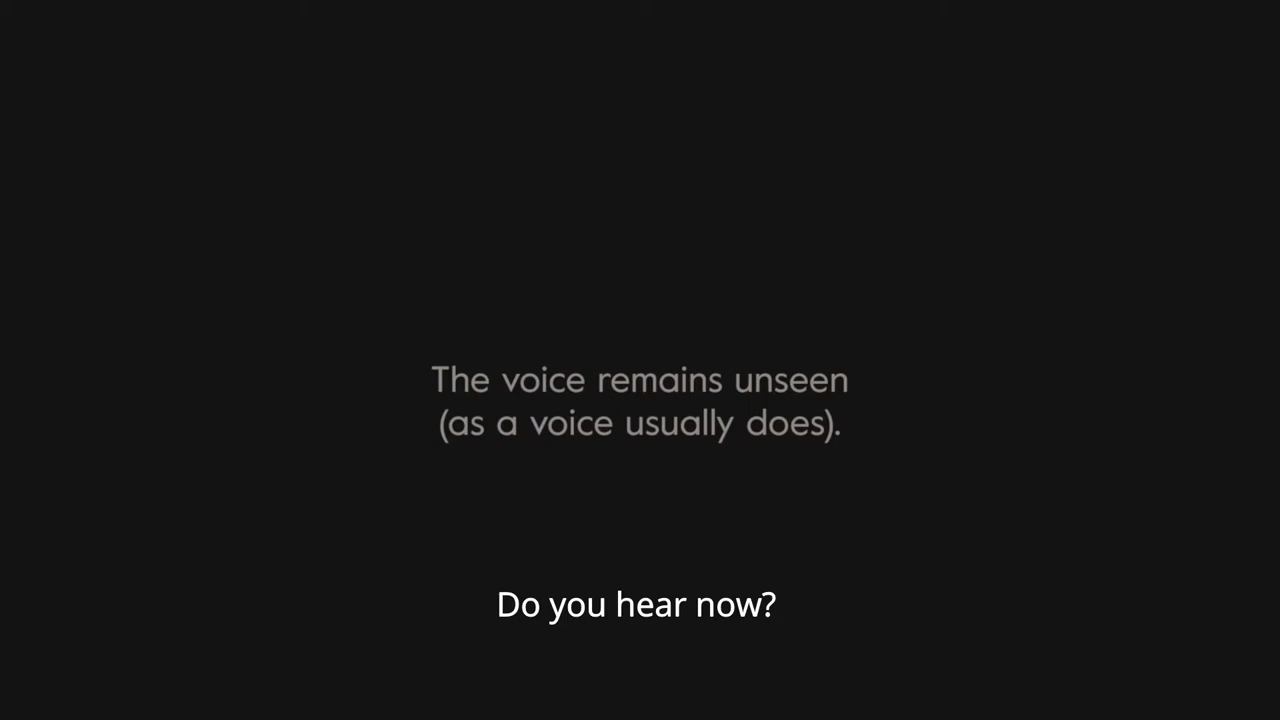 The voice remains unseen
(as a voice usually does).
Do you hear now?